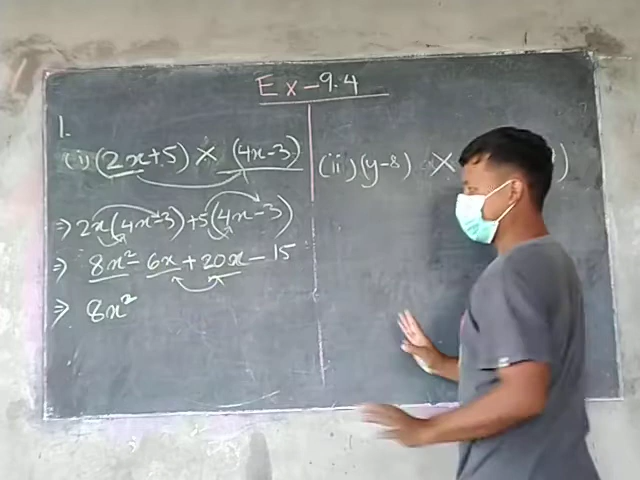 Ex-9.4
1.
(i) (2x+5) × (4x-3)
⇒ 2x(4x-3)+5(4x-3)
⇒ 8x²-6x+20x-15
⇒ 8x²
(ii) (y-8) × )